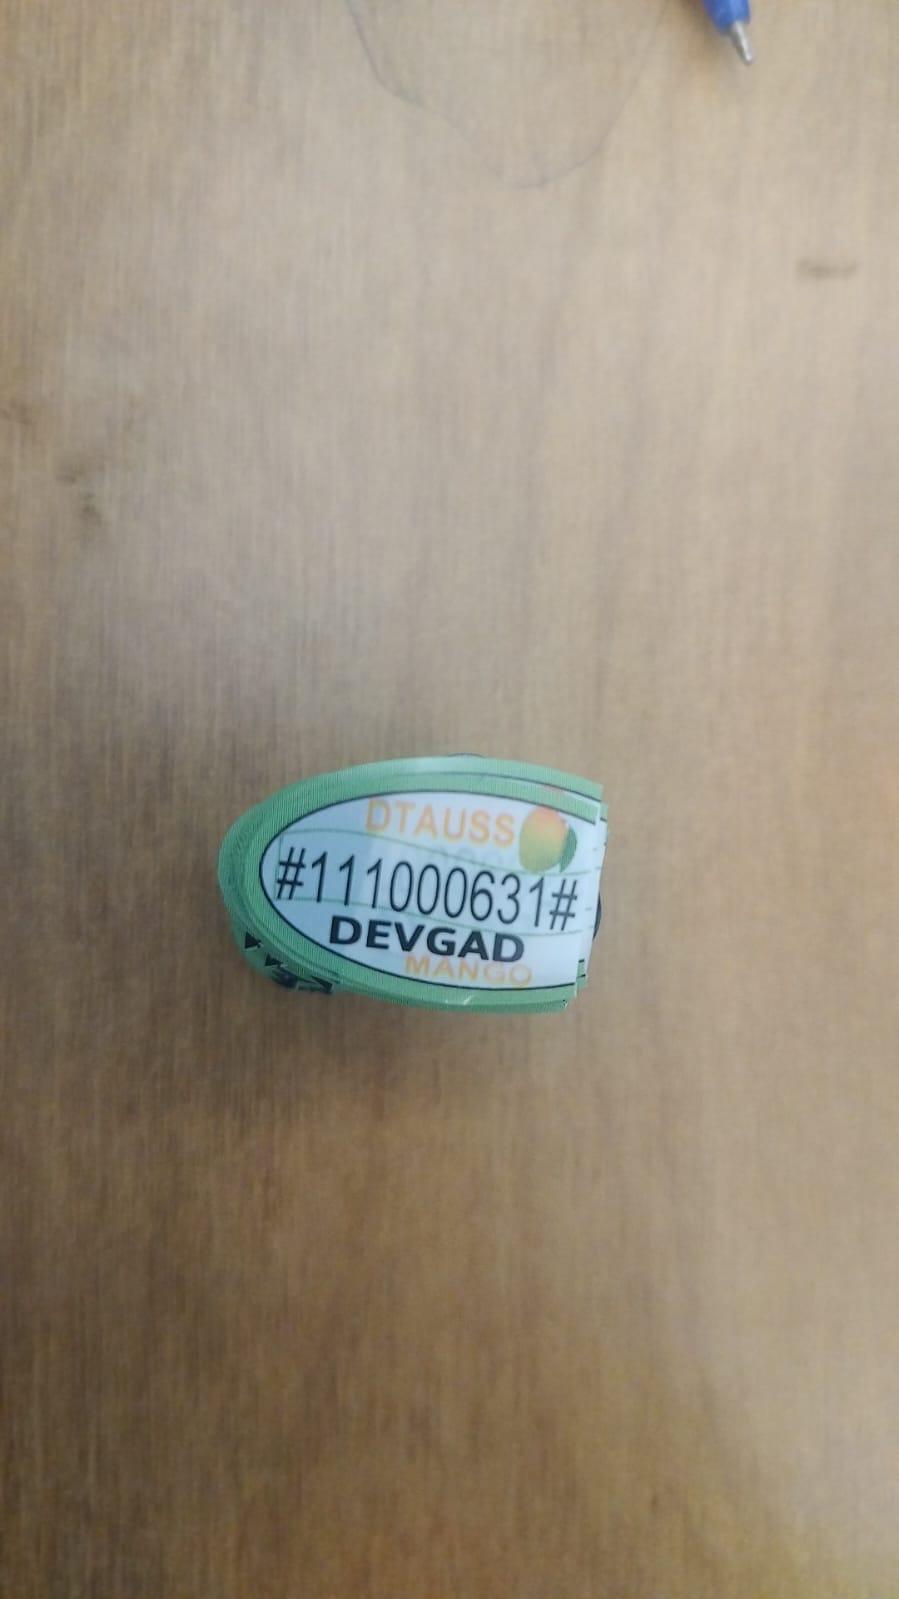 DTAUSS
#111000631#
DEVGAD
MANGO